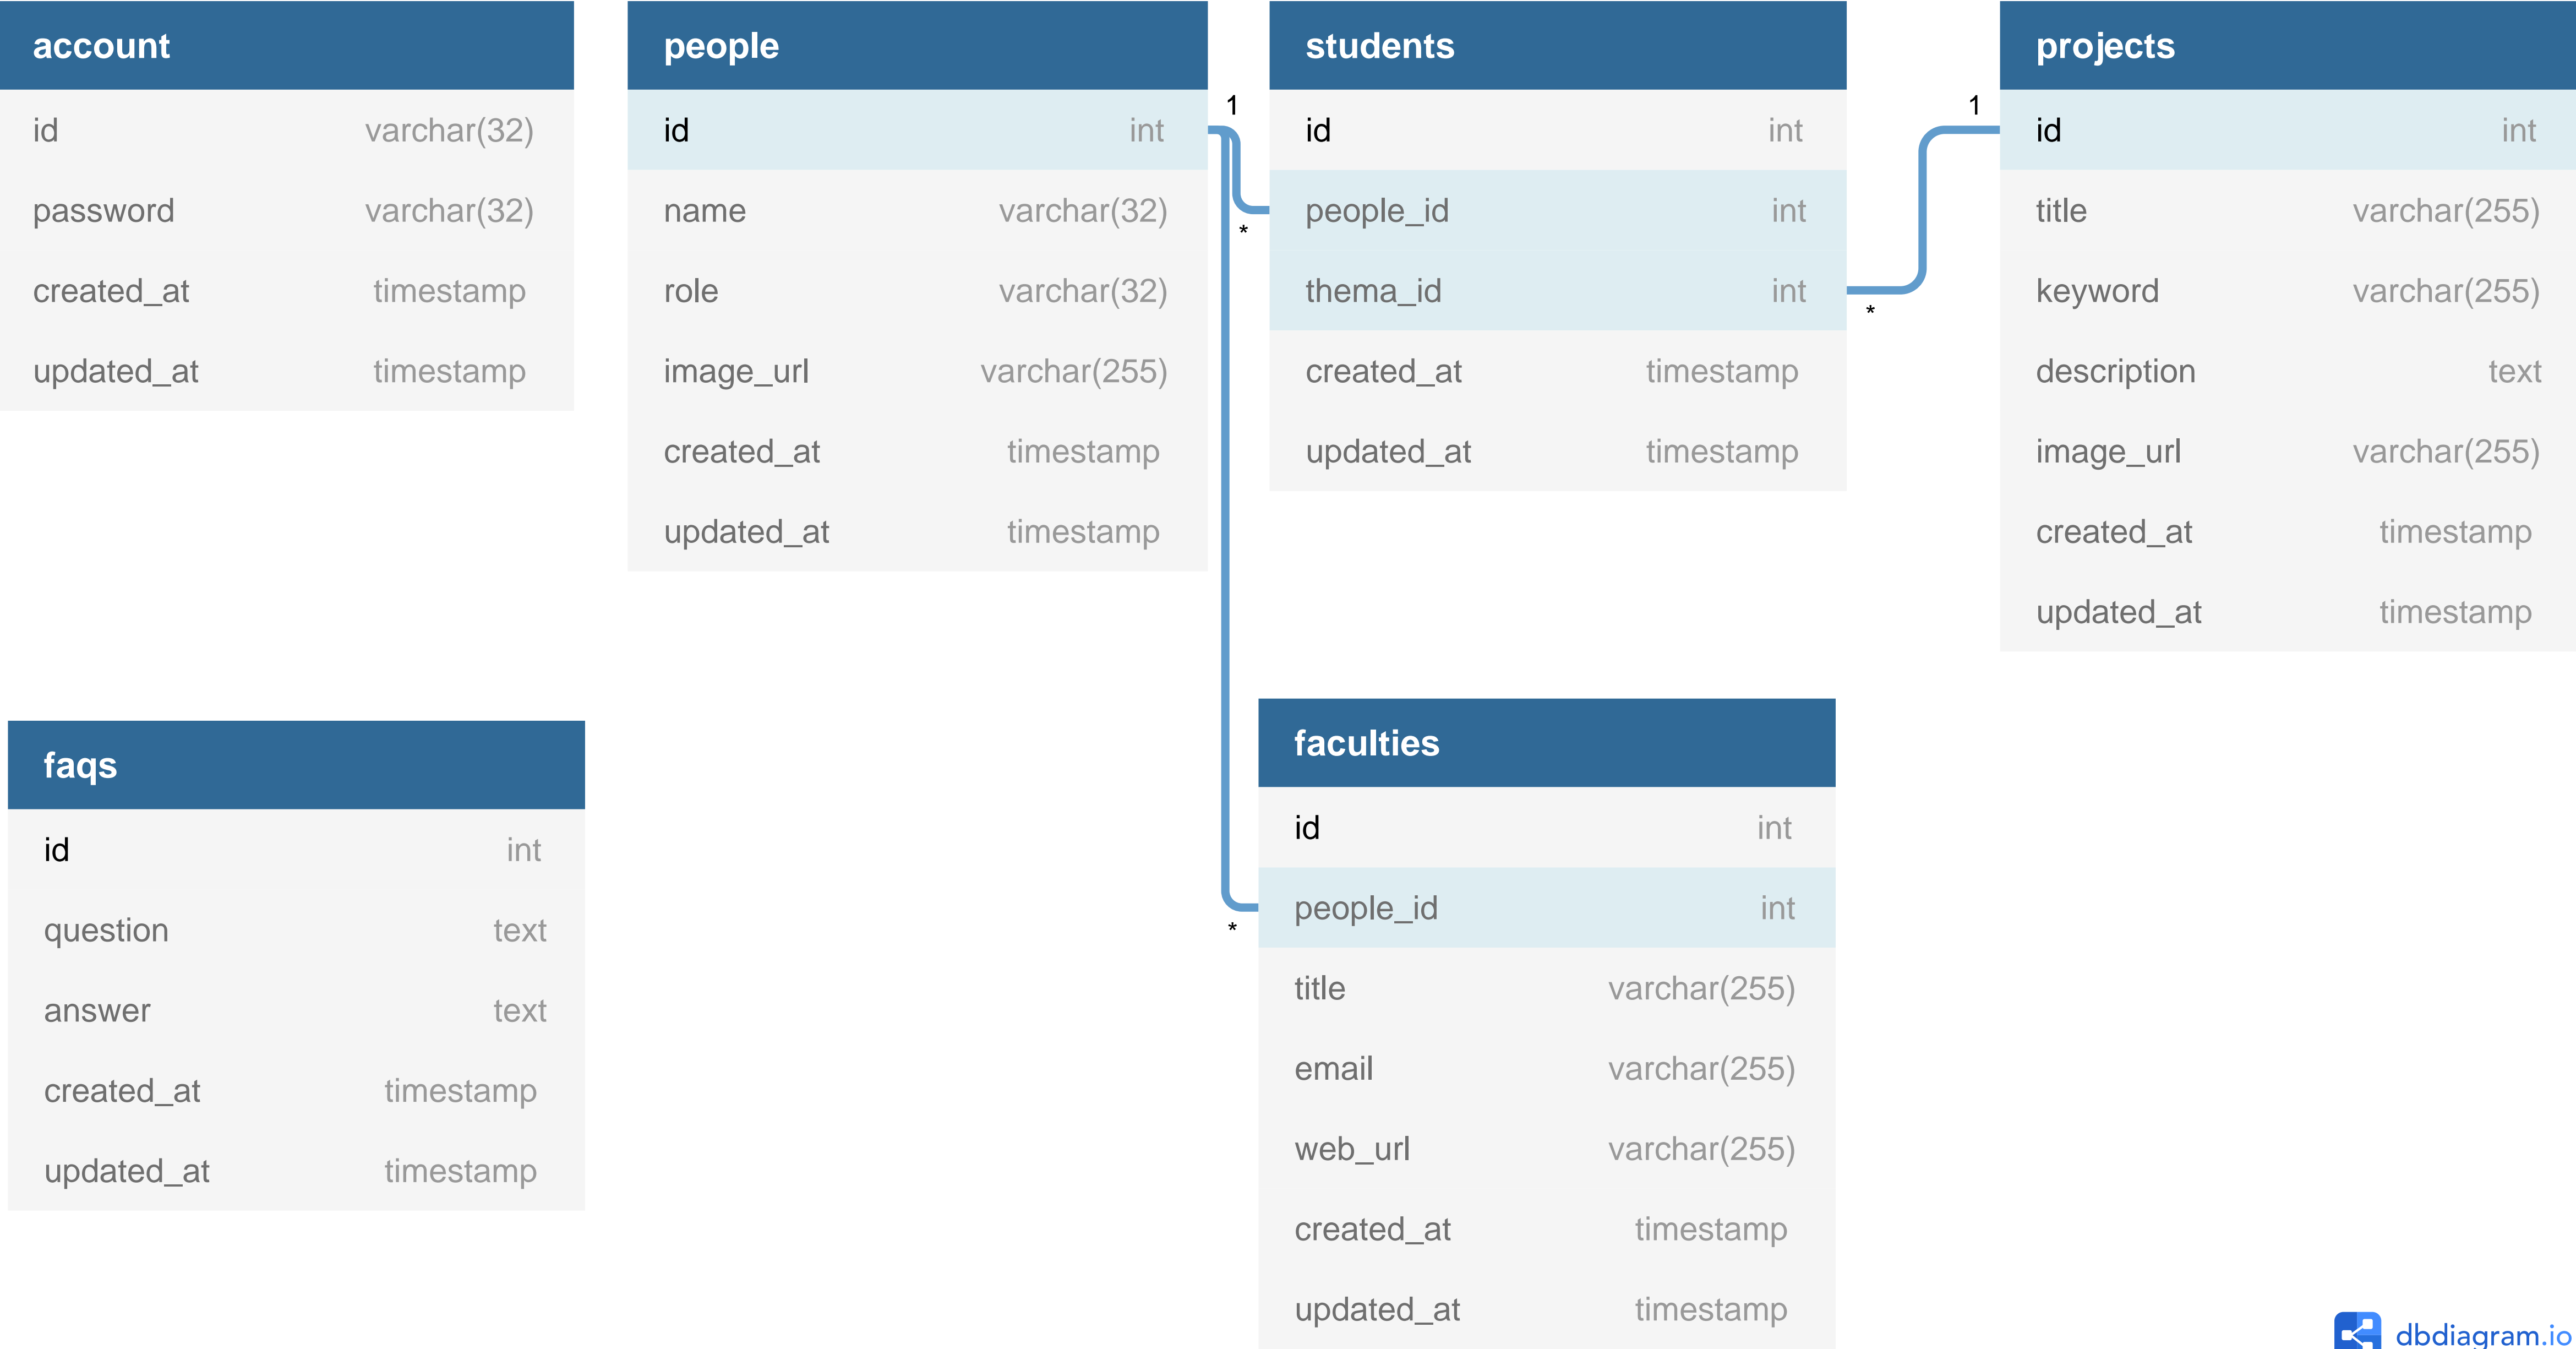 account
id varchar(32)
password varchar(32)
created_at timestamp
updated_at timestamp
people
id int
name varchar(32)
role varchar(32)
image_url varchar(255)
created_at timestamp
updated_at timestamp
1
*
students
id int
people_id int
thema_id int
created_at timestamp
updated_at timestamp
1
*
projects
id int
title varchar(255)
keyword varchar(255)
description text
image_url varchar(255)
created_at timestamp
updated_at timestamp
faqs
id int
question text
answer text
created_at timestamp
updated_at timestamp
*
faculties
id int
people_id int
title varchar(255)
email varchar(255)
web_url varchar(255)
created_at timestamp
updated_at timestamp
dbdiagram.io